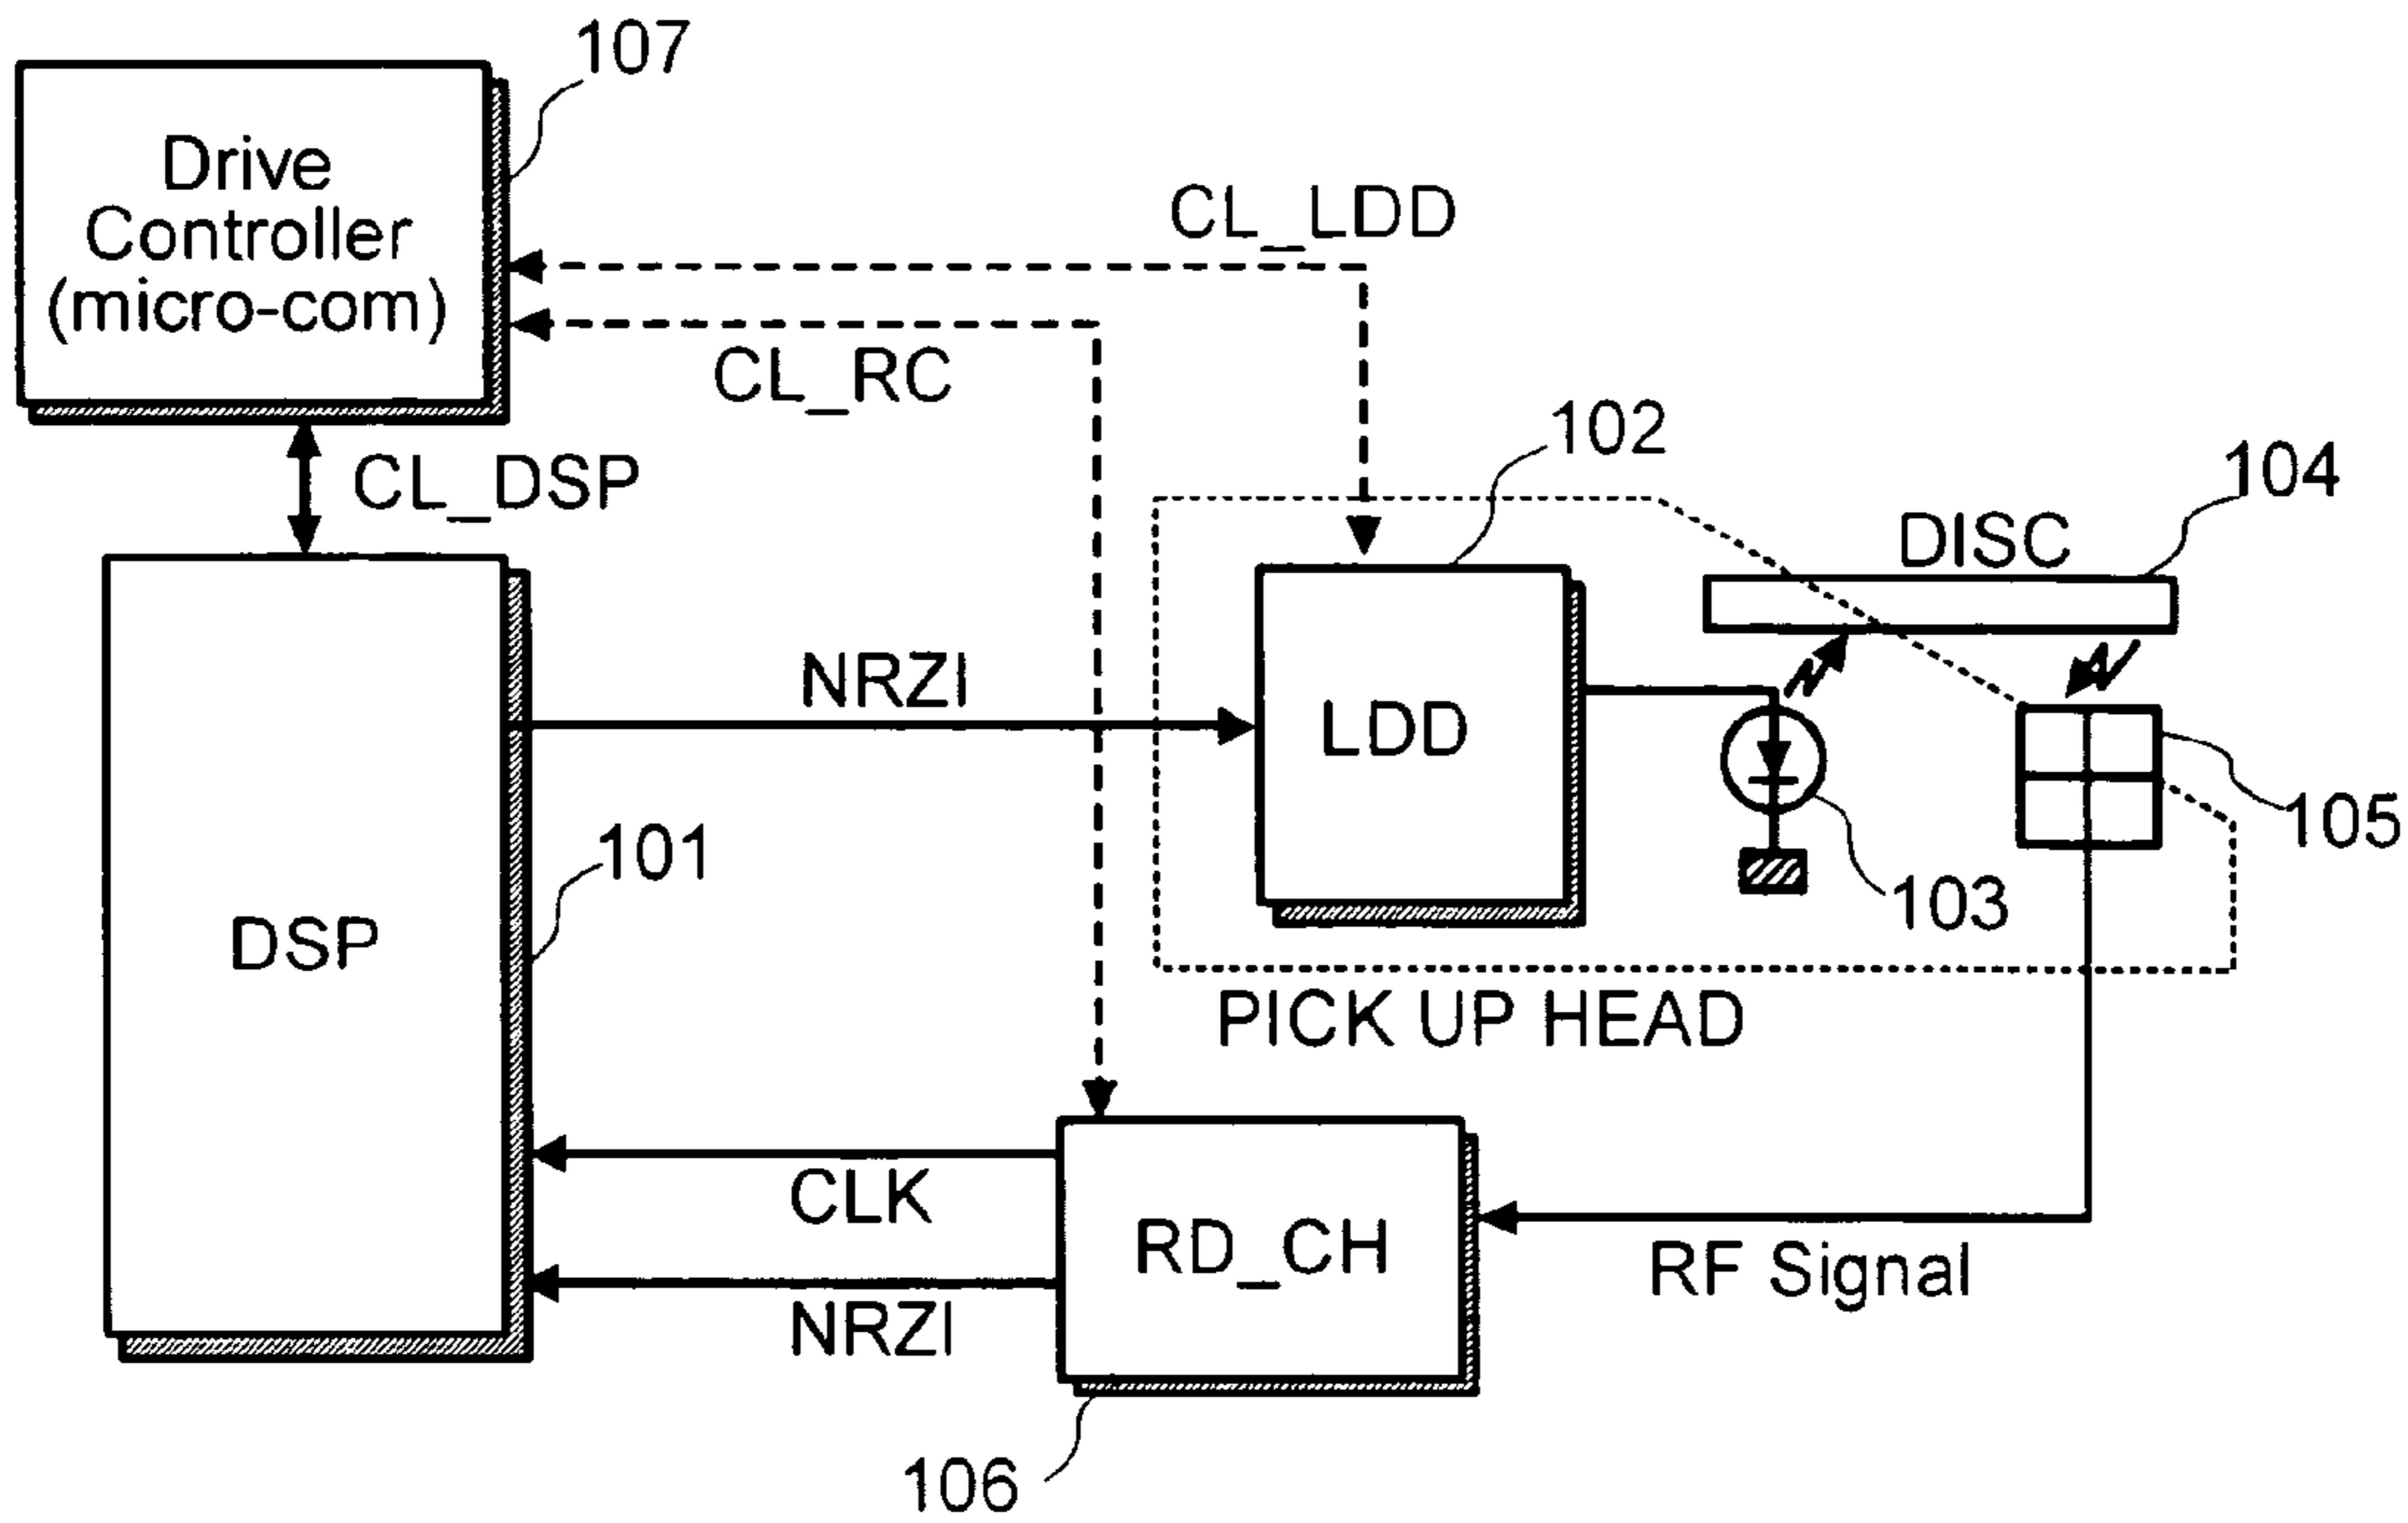 107
Drive
Controller
(micro-com)
CL_LDD
CL_RC
CL_DSP
102
104
DISC
NRZI
LDD
105
101
103
DSP
PICK UP HEAD
CLK
RD_CH
RF Signal
NRZI
106